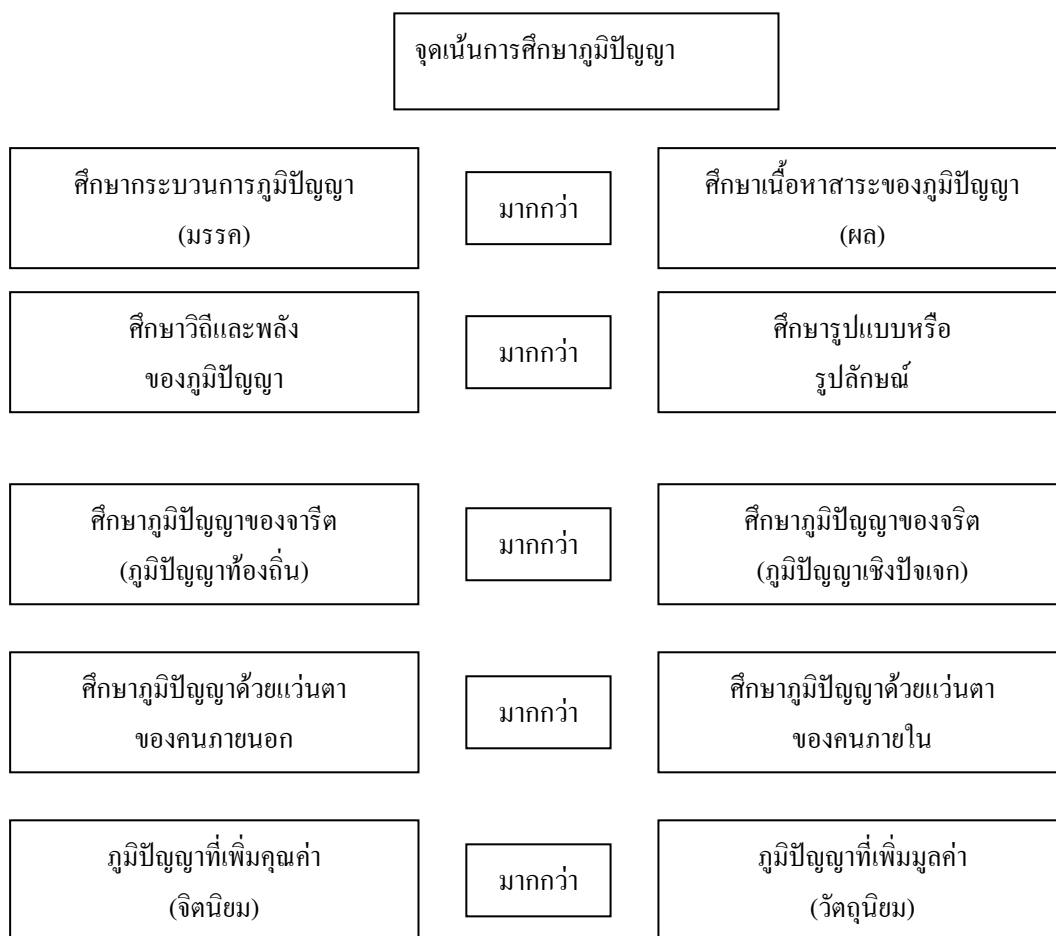 จุดเน้นการศึกษาภูมิปัญญา
ศึกษากระบวนการภูมิปัญญา
(มรรค)
มากกว่า
ศึกษาเนื้อหาสาระของภูมิปัญญา
(ผล)
ศึกษาวิถีและพลัง
ของภูมิปัญญา
มากกว่า
ศึกษารูปแบบหรือ
รูปลักษณ์
ศึกษาภูมิปัญญาของจารีต
(ภูมิปัญญาท้องถิ่น)
มากกว่า
ศึกษาภูมิปัญญาของจริต
(ภูมิปัญญาเชิงปัจเจก)
ศึกษาภูมิปัญญาด้วยแว่นตา
ของคนภายนอก
มากกว่า
ศึกษาภูมิปัญญาด้วยแว่นตา
ของคนภายใน
ภูมิปัญญาที่เพิ่มคุณค่า
(จิตนิยม)
มากกว่า
ภูมิปัญญาที่เพิ่มมูลค่า
(วัตถุนิยม)